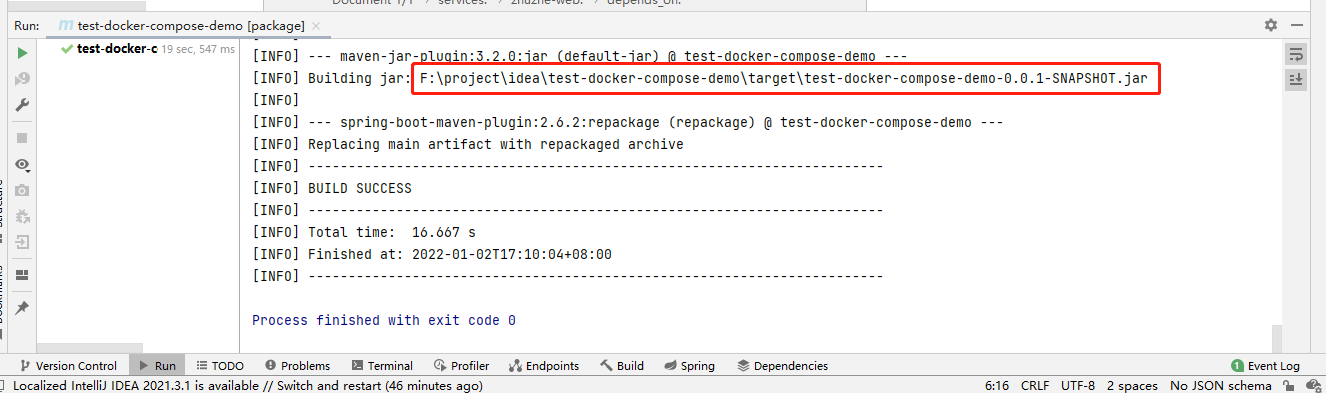 Document 1/1 services: zhuzhe-web: depends_on:
Run: test-docker-compose-demo [package] ×
test-docker-c 19 sec, 547 ms
[INFO] --- maven-jar-plugin:3.2.0:jar (default-jar) @ test-docker-compose-demo ---
[INFO] Building jar: F:\project\idea\test-docker-compose-demo\target\test-docker-compose-demo-0.0.1-SNAPSHOT.jar
[INFO]
[INFO] --- spring-boot-maven-plugin:2.6.2:repackage (repackage) @ test-docker-compose-demo ---
[INFO] Replacing main artifact with repackaged archive
[INFO] ------------------------------------------------------------------------
[INFO] BUILD SUCCESS
[INFO] ------------------------------------------------------------------------
[INFO] Total time:  16.667 s
[INFO] Finished at: 2022-01-02T17:10:04+08:00
[INFO] ------------------------------------------------------------------------
Process finished with exit code 0
Version Control Run TODO Problems Terminal Profiler Endpoints Build Spring Dependencies 1 Event Log
Localized IntelliJ IDEA 2021.3.1 is available // Switch and restart (46 minutes ago) 6:16 CRLF UTF-8 2 spaces No JSON schema